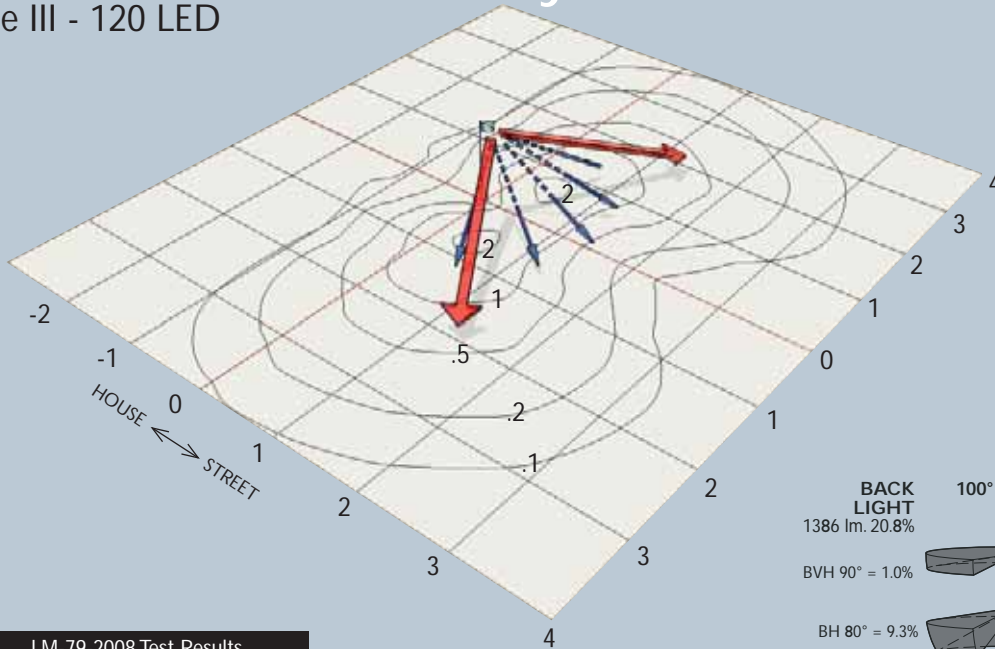 e III - 120 LED
2
2
1
.5
.2
.1
-2
-1
0
1
2
3
4
HOUSE
STREET
4
3
2
1
0
1
2
3
BACK
LIGHT
100°
1386 lm. 20.8%
BVH 90° = 1.0%
BH 80° = 9.3%
LM-79-2008 Test Results